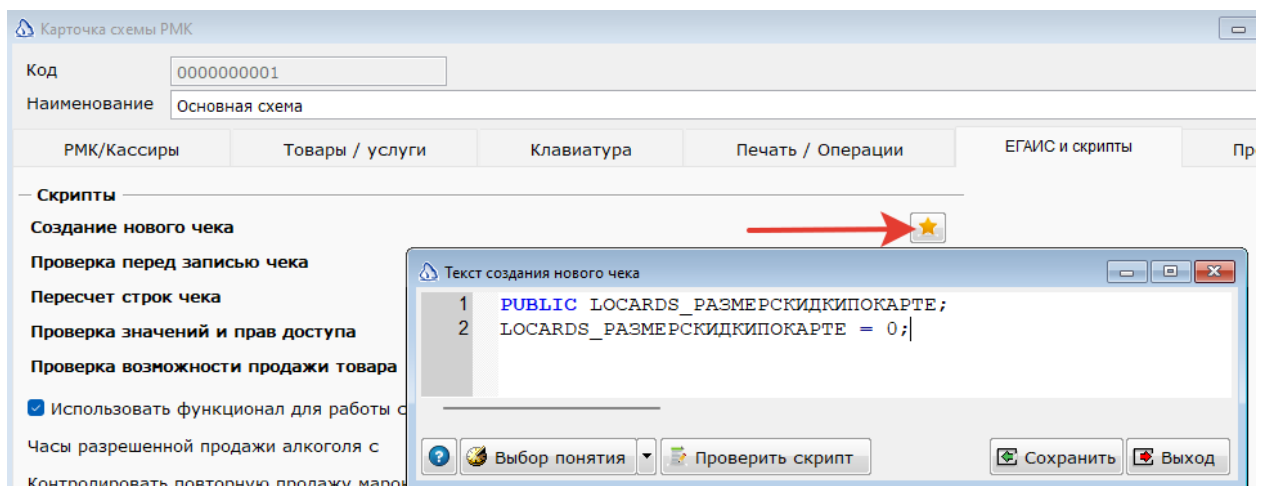 Карточка схемы РМК
Код 0000000001
Наименование Основная схема
РМК/Кассиры Товары / услуги Клавиатура Печать / Операции ЕГАИС и скрипты
Скрипты
Создание нового чека
Проверка перед записью чека
Пересчет строк чека
Проверка значений и прав доступа
Проверка возможности продажи товара
Использовать функционал для работы с
Часы разрешенной продажи алкоголя с
Контролировать повторную продажу
Текст создания нового чека
1 PUBLIC LOCARDS_РАЗМЕРСКИДКИПОКАРТЕ;
2 LOCARDS_РАЗМЕРСКИДКИПОКАРТЕ = 0;
Выбор понятия Проверить скрипт Сохранить Выход